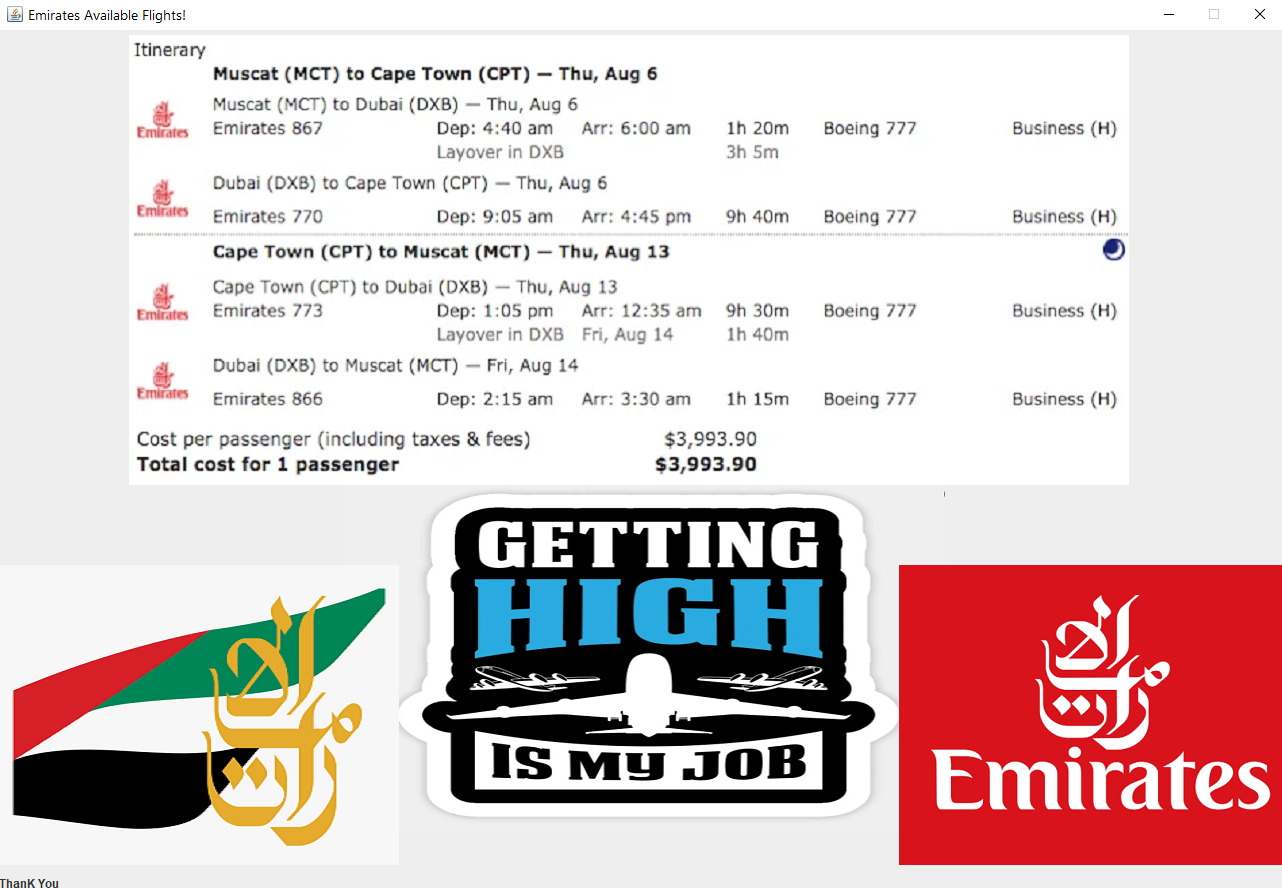 Emirates Available Flights!
Itinerary
Muscat (MCT) to Cape Town (CPT) — Thu, Aug 6
Muscat (MCT) to Dubai (DXB) — Thu, Aug 6
Emirates
Emirates 867 Dep: 4:40 am Arr: 6:00 am 1h 20m Boeing 777 Business (H)
Layover in DXB 3h 5m
Dubai (DXB) to Cape Town (CPT) — Thu, Aug 6
Emirates
Emirates 770 Dep: 9:05 am Arr: 4:45 pm 9h 40m Boeing 777 Business (H)
Cape Town (CPT) to Muscat (MCT) — Thu, Aug 13
Cape Town (CPT) to Dubai (DXB) — Thu, Aug 13
Emirates
Emirates 773 Dep: 1:05 pm Arr: 12:35 am 9h 30m Boeing 777 Business (H)
Layover in DXB Fri, Aug 14 1h 40m
Dubai (DXB) to Muscat (MCT) — Fri, Aug 14
Emirates
Emirates 866 Dep: 2:15 am Arr: 3:30 am 1h 15m Boeing 777 Business (H)
Cost per passenger (including taxes & fees) $3,993.90
Total cost for 1 passenger $3,993.90
الإمارات
GETTING
HIGH
IS MY JOB
الإمارات
Emirates
ThanK You